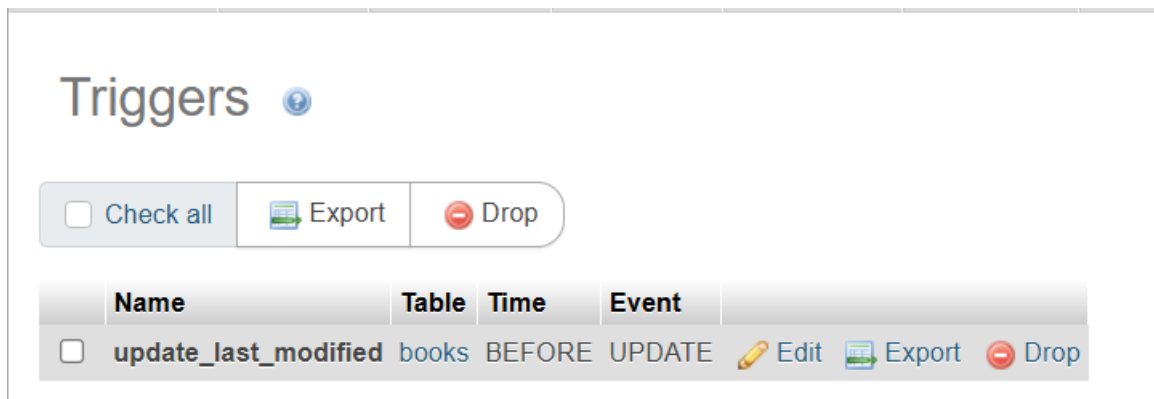 Triggers
Check all Export Drop
Name Table Time Event
update_last_modified books BEFORE UPDATE Edit Export Drop